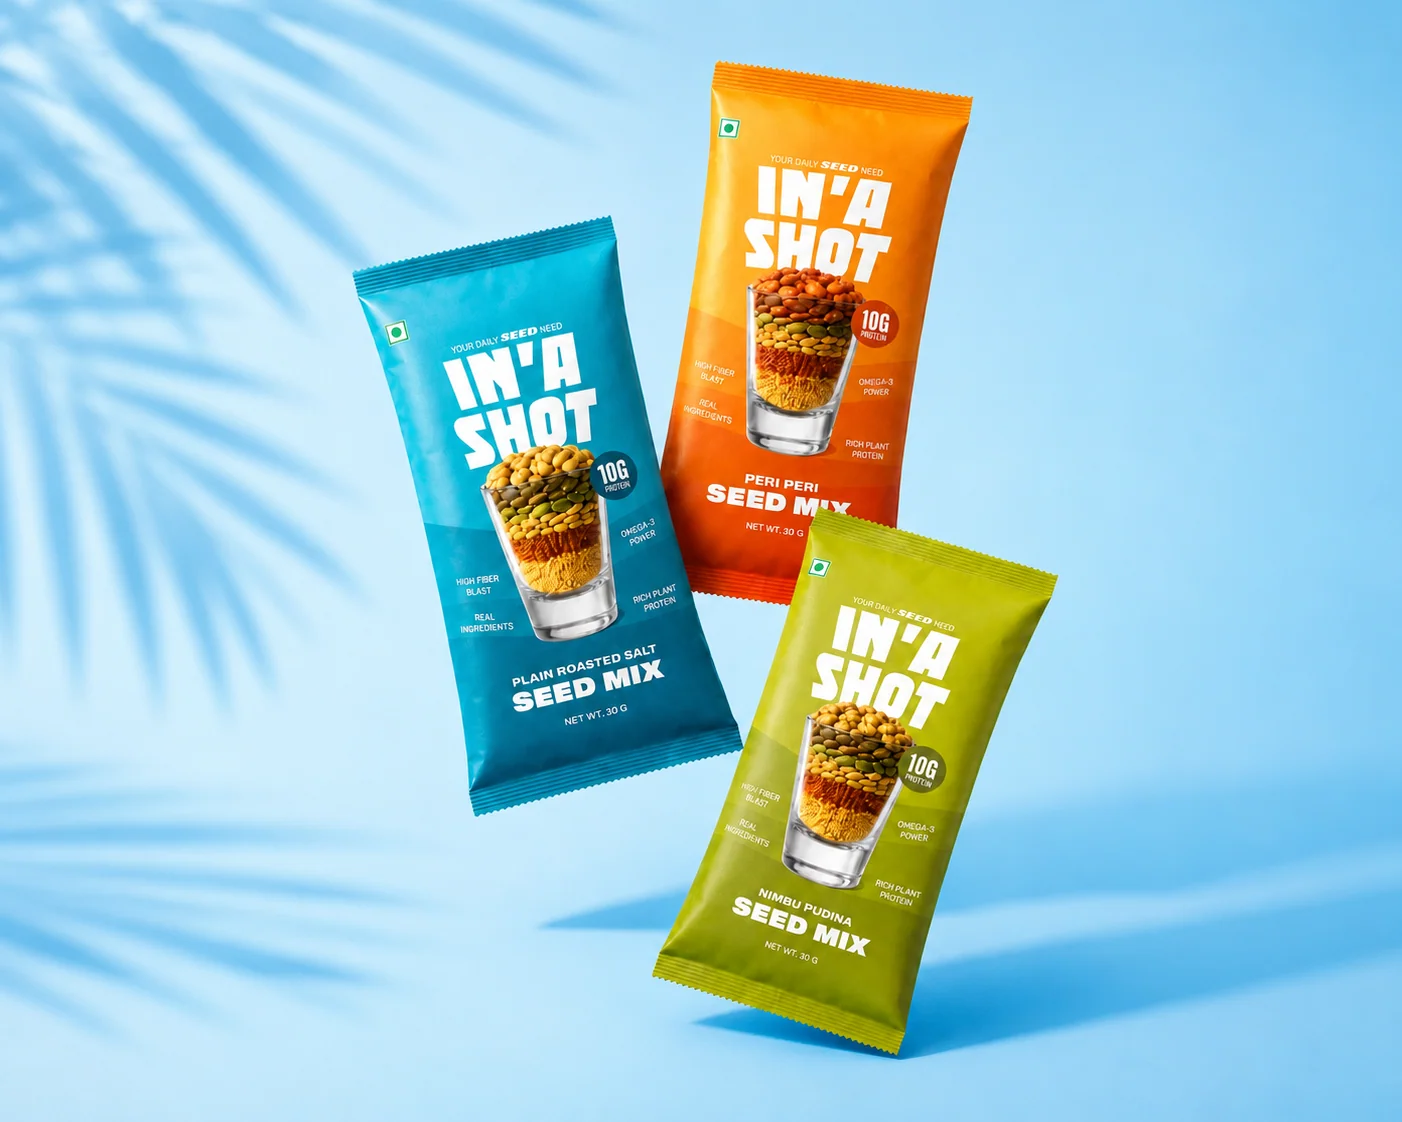 YOUR DAILY SEED NEED
IN'A
SHOT
10G
PROTEIN
HIGH FIBER
BLAST
OMEGA-3
POWER
REAL
INGREDIENTS
RICH PLANT
PROTEIN
PERI PERI
SEED MIX
NET WT. 30 G
YOUR DAILY SEED NEED
IN'A
SHOT
10G
PROTEIN
OMEGA-3
POWER
HIGH FIBER
BLAST
REAL
INGREDIENTS
RICH PLANT
PROTEIN
PLAIN ROASTED SALT
SEED MIX
NET WT. 30 G
YOUR DAILY SEED NEED
IN'A
SHOT
10G
PROTEIN
HIGH FIBER
BLAST
OMEGA-3
POWER
REAL
INGREDIENTS
RICH PLANT
PROTEIN
NIMBU PUDINA
SEED MIX
NET WT. 30 G